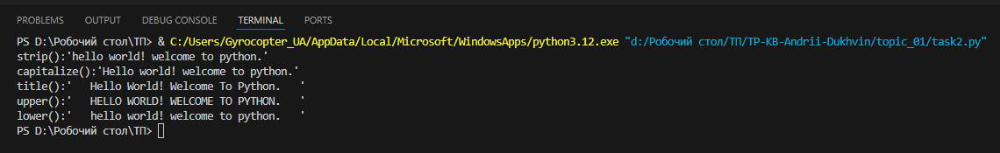 PROBLEMS OUTPUT DEBUG CONSOLE TERMINAL PORTS
PS D:\Робочий стол\ТП> & C:/Users/Gyrocopter_UA/AppData/Local/Microsoft/WindowsApps/python3.12.exe "d:/Робочий стол/ТП/TP-KB-Andrii-Dukhvin/topic_01/task2.py"
strip():'hello world! welcome to python.'
capitalize():'Hello world! welcome to python.'
title():'   Hello World! Welcome To Python.   '
upper():'   HELLO WORLD! WELCOME TO PYTHON.   '
lower():'   hello world! welcome to python.   '
PS D:\Робочий стол\ТП>